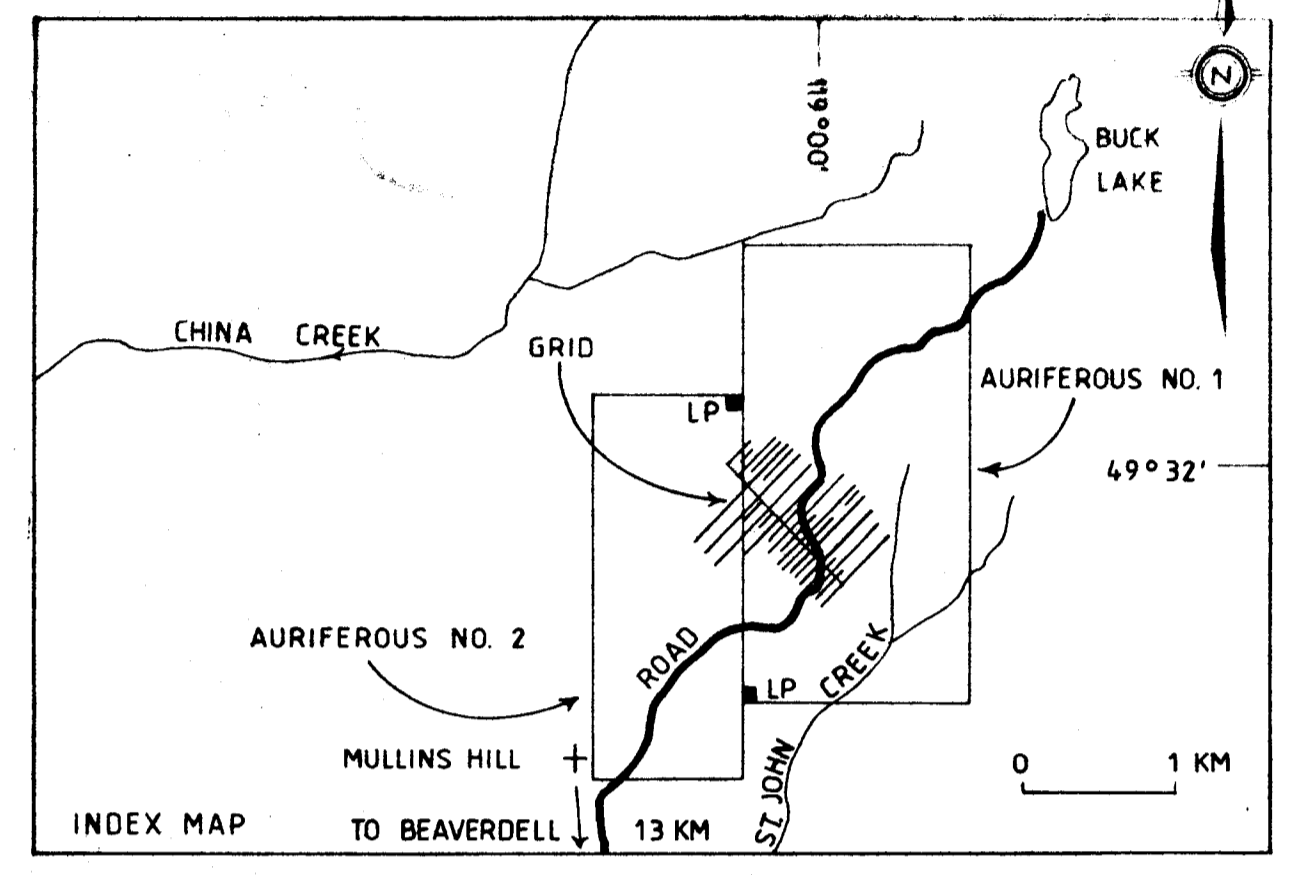 N
119°00'
BUCK
LAKE
CHINA CREEK
GRID
AURIFEROUS NO. 1
LP
49°32'
AURIFEROUS NO. 2
ROAD
LP
ST. JOHN CREEK
MULLINS HILL
0 1 KM
INDEX MAP
TO BEAVERDELL 13 KM